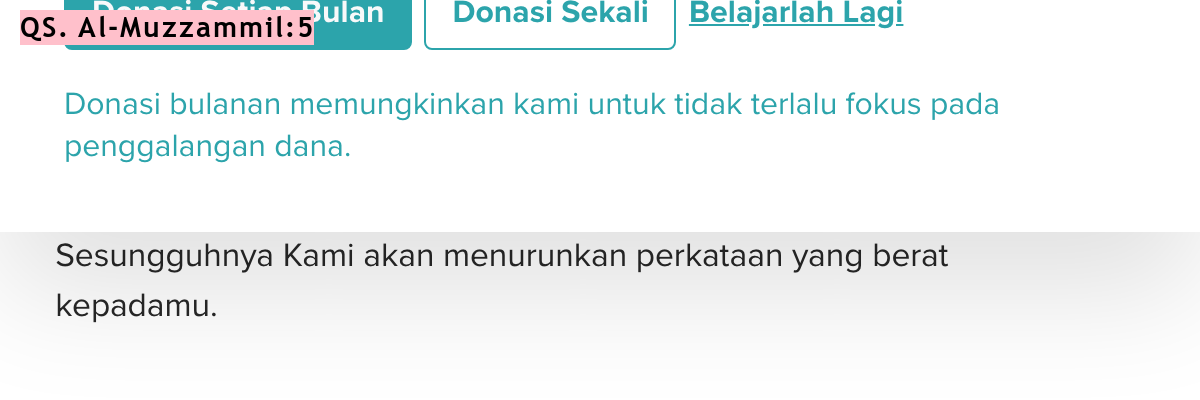 Bulan Donasi Sekali Belajarlah Lagi
QS. Al-Muzzammil:5
Donasi bulanan memungkinkan kami untuk tidak terlalu fokus pada
penggalangan dana.
Sesungguhnya Kami akan menurunkan perkataan yang berat
kepadamu.